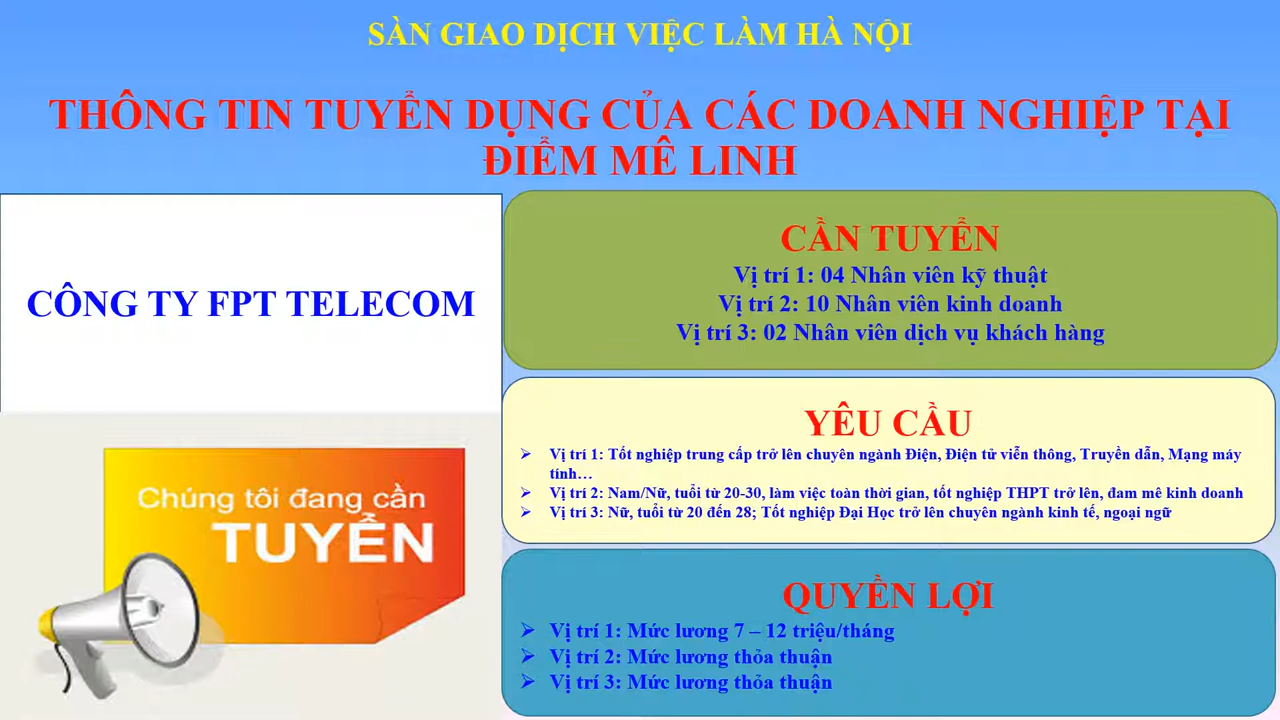 SÀN GIAO DỊCH VIỆC LÀM HÀ NỘI
THÔNG TIN TUYỂN DỤNG CỦA CÁC DOANH NGHIỆP TẠI
ĐIỂM MÊ LINH
CÔNG TY FPT TELECOM
Chúng tôi đang cần
TUYỂN
CẦN TUYỂN
Vị trí 1: 04 Nhân viên kỹ thuật
Vị trí 2: 10 Nhân viên kinh doanh
Vị trí 3: 02 Nhân viên dịch vụ khách hàng
YÊU CẦU
Vị trí 1: Tốt nghiệp trung cấp trở lên chuyên ngành Điện, Điện tử viễn thông, Truyền dẫn, Mạng máy
tính…
Vị trí 2: Nam/Nữ, tuổi từ 20-30, làm việc toàn thời gian, tốt nghiệp THPT trở lên, đam mê kinh doanh
Vị trí 3: Nữ, tuổi từ 20 đến 28; Tốt nghiệp Đại Học trở lên chuyên ngành kinh tế, ngoại ngữ
QUYỀN LỢI
Vị trí 1: Mức lương 7 – 12 triệu/tháng
Vị trí 2: Mức lương thỏa thuận
Vị trí 3: Mức lương thỏa thuận